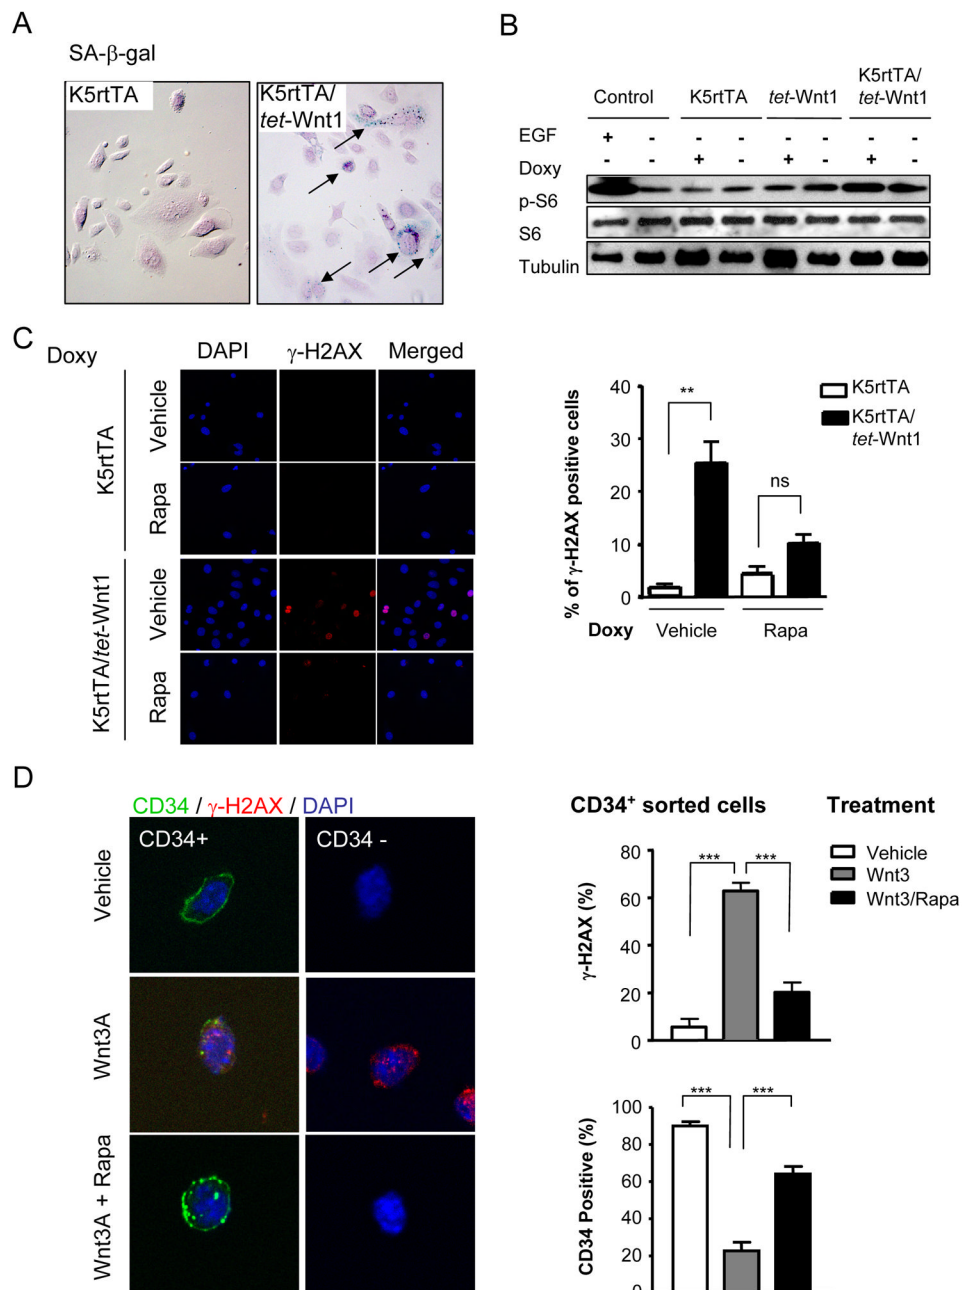 A
SA-β-gal
K5rtTA
K5rtTA/
tet-Wnt1
B
Control K5rtTA tet-Wnt1 K5rtTA/
tet-Wnt1
EGF + - - - - - - -
Doxy - - + - + - + -
p-S6
S6
Tubulin
C
Doxy
DAPI γ-H2AX Merged
K5rtTA
Vehicle
Rapa
K5rtTA/tet-Wnt1
Vehicle
Rapa
% of γ-H2AX positive cells
40
30
20
10
0
**
ns
K5rtTA
K5rtTA/
tet-Wnt1
Doxy Vehicle Rapa
D
CD34 / γ-H2AX / DAPI
CD34+ CD34 -
Vehicle
Wnt3A
Wnt3A + Rapa
CD34+ sorted cells
Treatment
Vehicle
Wnt3
Wnt3/Rapa
γ-H2AX (%)
80
60
40
20
0
*** ***
CD34 Positive (%)
100
80
60
40
20
0
*** ***